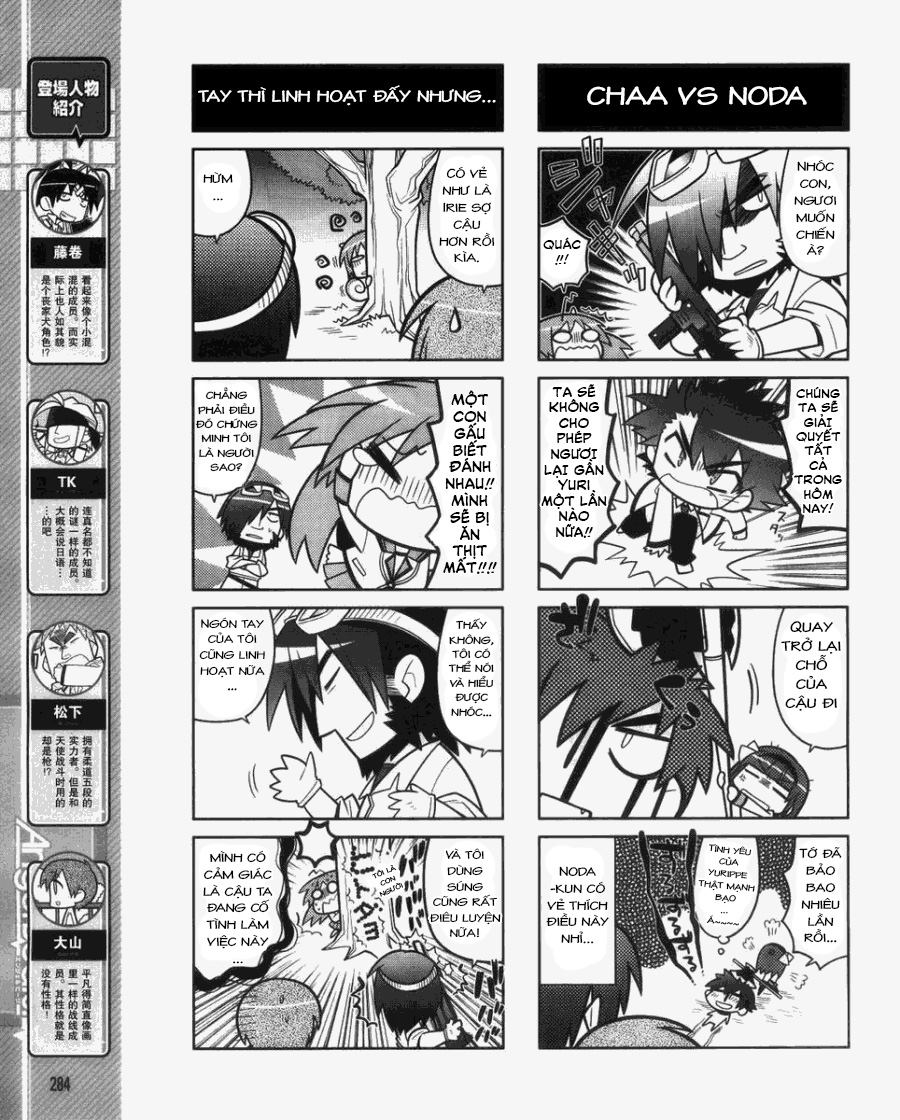 CHAA VS NODA
NHÓC
CON,
NGƯƠI
MUỐN
CHIẾN
À?
QUÁC
!!!
CHÚNG
TA SẼ
GIẢI
QUYẾT
TẤT
CẢ
TRONG
HÔM
NAY!
TA SẼ
KHÔNG
CHO
PHÉP
NGƯƠI
LẠI GẦN
YURI
MỘT LẦN
NÀO
NỮA!!
QUAY
TRỞ LẠI
CHỖ
CỦA
CẬU ĐI
TỚ ĐÃ
BẢO
BAO
NHIÊU
LẦN
RỒI...
TÌNH YÊU
CỦA
YURIPPE
THẬT MẠNH
BẠO
...
Á~~~~
NODA
-KUN CÓ
VẺ THÍCH
ĐIỀU NÀY
NHỈ...
TAY THÌ LINH HOẠT ĐẤY NHƯNG...
CÓ VẺ
NHƯ LÀ
IRIE SỢ
CẬU
HƠN RỒI
KÌA.
HỪM
...
MỘT
CON
GẤU
BIẾT
ĐÁNH
NHAU!!
MÌNH
SẼ BỊ
ĂN
THỊT
MẤT!!!!
CHẲNG
PHẢI ĐIỀU
ĐÓ CHỨNG
MINH TÔI
LÀ NGƯỜI
SAO?
THẤY
KHÔNG,
TÔI CÓ
THỂ NÓI
VÀ HIỂU
ĐƯỢC
NHÓC...
NGÓN TAY
CỦA TÔI
CŨNG LINH
HOẠT NỮA
...
VÀ TÔI
DÙNG
SÚNG
CŨNG RẤT
ĐIÊU LUYỆN
NỮA!
TÔI LÀ
CON
NGƯỜI
MÌNH CÓ
CẢM GIÁC
LÀ CẬU TA
ĐANG CỐ
TÌNH LÀM
VIỆC NÀY
...
登場人物
紹介
藤卷
看起来像个小混
混的成员。而实
际上也人如其貌
是个丧家犬角色!?
TK
连真名都不知道
的谜一样的成员。
大概会说日语…
…的吧
松下
拥有柔道五段的
实力者。但是和
天使战斗时用的
却是枪!?
大山
平凡得简直像画
里一样的战线成
员。其性格就是
没有性格!
284